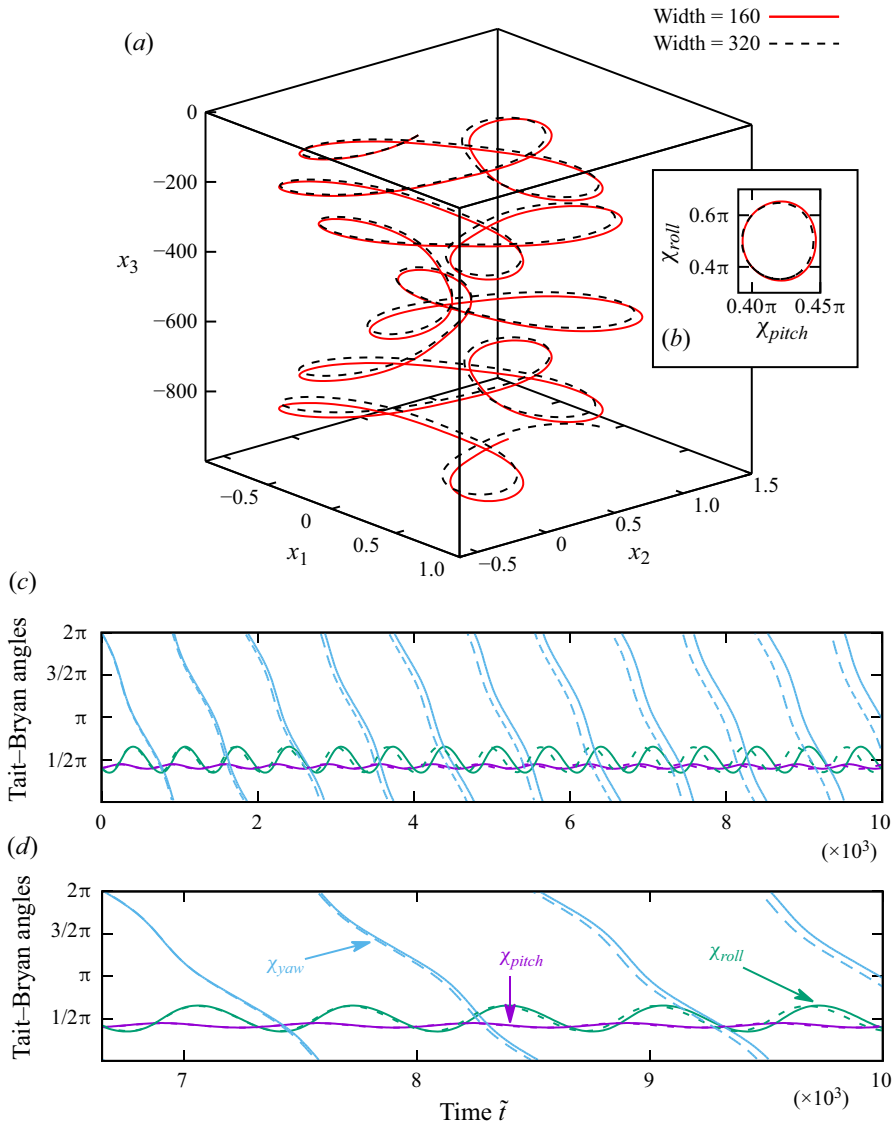 (a)
Width = 160
Width = 320
0
−200
−400
−600
−800
x3
−0.5
0
0.5
1.0
x1
−0.5
0
0.5
1.0
1.5
x2
0.6π
0.4π
χroll
0.40π
0.45π
χpitch
(b)
(c)
Tait–Bryan angles
2π
3/2π
π
1/2π
0
2
4
6
8
10
(×10³)
(d)
Tait–Bryan angles
2π
3/2π
π
1/2π
χyaw
χpitch
χroll
7
8
9
10
(×10³)
Time t̃